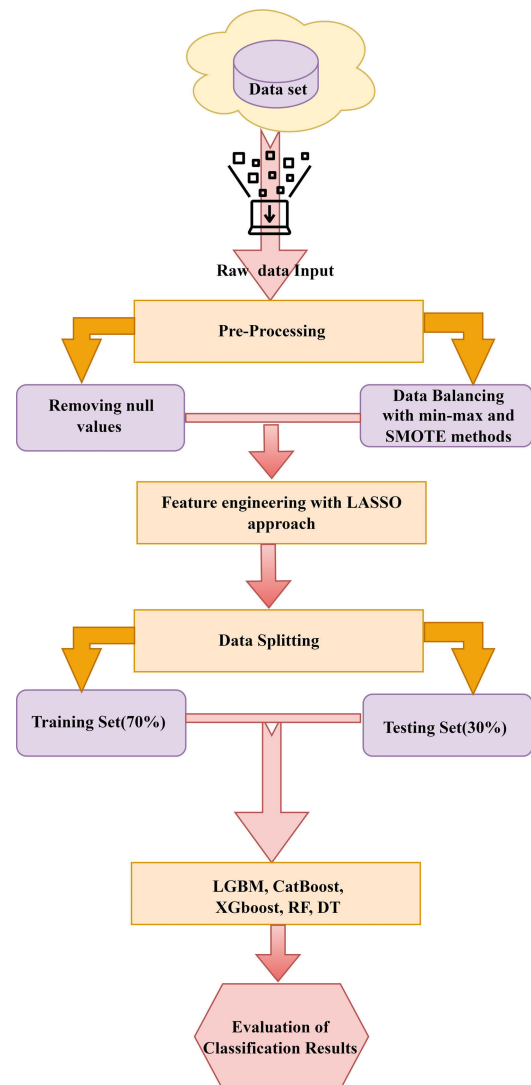 Data set
Raw data Input
Pre-Processing
Removing null
values
Data Balancing
with min-max and
SMOTE methods
Feature engineering with LASSO
approach
Data Splitting
Training Set(70%)
Testing Set(30%)
LGBM, CatBoost,
XGboost, RF, DT
Evaluation of
Classification Results